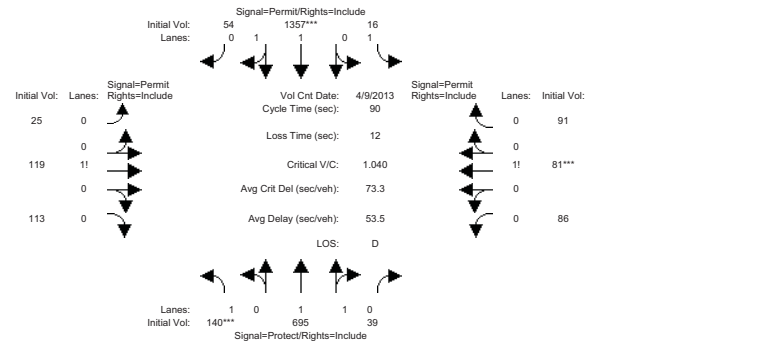 Signal=Permit/Rights=Include
Initial Vol: 54 1357*** 16
Lanes: 0 1 1 0 1
Signal=Permit Signal=Permit
Initial Vol: Lanes: Rights=Include Vol Cnt Date: 4/9/2013 Rights=Include Lanes: Initial Vol:
Cycle Time (sec): 90
25 0 0 91
Loss Time (sec): 12
0 0
119 1! Critical V/C: 1.040 1! 81***
0 Avg Crit Del (sec/veh): 73.3 0
113 0 Avg Delay (sec/veh): 53.5 0 86
LOS: D
Lanes: 1 0 1 1 0
Initial Vol: 140*** 695 39
Signal=Protect/Rights=Include